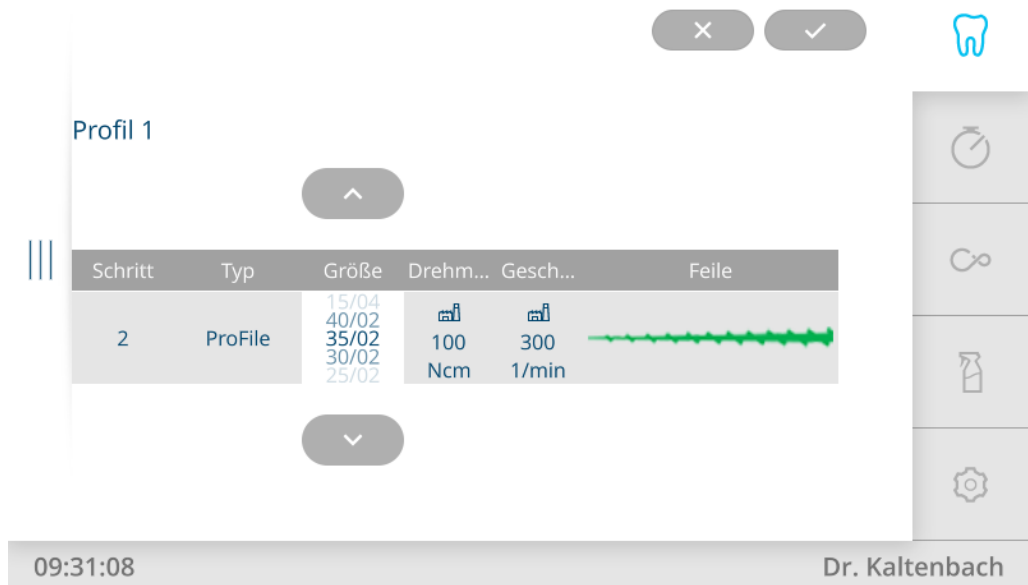 Profil 1
Schritt Typ Größe Drehm... Gesch... Feile
15/04
40/02
2 ProFile 35/02 100 300
30/02
25/02
Ncm 1/min
09:31:08 Dr. Kaltenbach